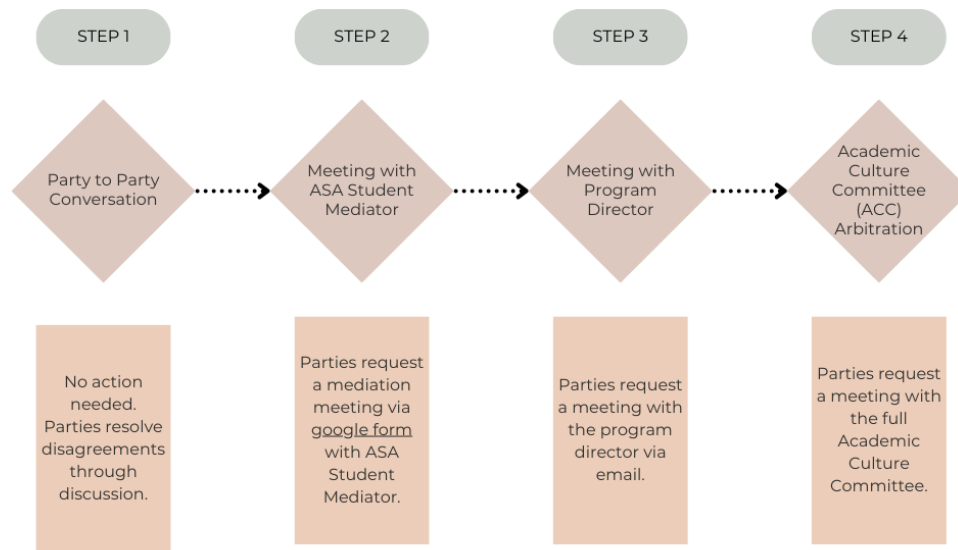 STEP 1
STEP 2
STEP 3
STEP 4
Party to Party
Conversation
Meeting with
ASA Student
Mediator
Meeting with
Program
Director
Academic
Culture
Committee
(ACC)
Arbitration
No action
needed.
Parties resolve
disagreements
through
discussion.
Parties request
a mediation
meeting via
google form
with ASA
Student
Mediator.
Parties request
a meeting with
the program
director via
email.
Parties request
a meeting with
the full
Academic
Culture
Committee.